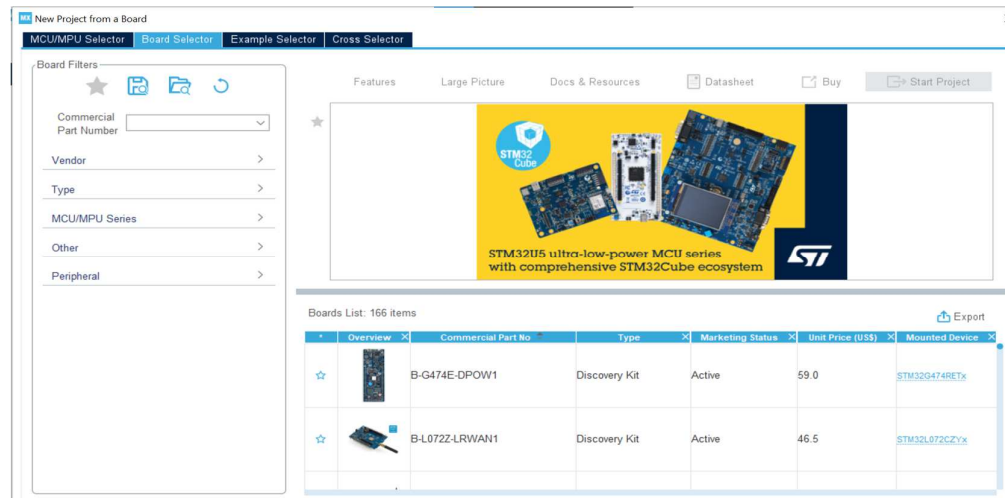 MX New Project from a Board
MCU/MPU Selector Board Selector Example Selector Cross Selector
Board Filters
Commercial
Part Number
Vendor
Type
MCU/MPU Series
Other
Peripheral
Features Large Picture Docs & Resources Datasheet Buy Start Project
STM32
Cube
STM32U5 ultra-low-power MCU series
with comprehensive STM32Cube ecosystem
ST
Boards List: 166 items
Export
* Overview Commercial Part No Type Marketing Status Unit Price (US$) Mounted Device
B-G474E-DPOW1 Discovery Kit Active 59.0 STM32G474RETx
B-L072Z-LRWAN1 Discovery Kit Active 46.5 STM32L072CZYx